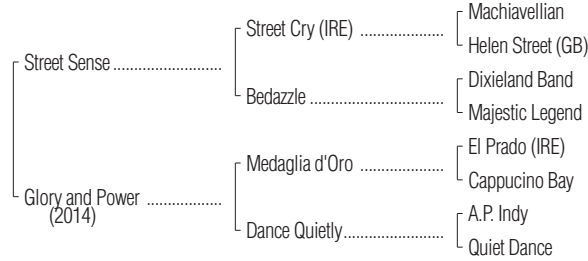 Machiavellian
Street Cry (IRE) ....................
Helen Street (GB)
Street Sense ..........................
Dixieland Band
Bedazzle ................................
Majestic Legend
El Prado (IRE)
Medaglia d'Oro ....................
Cappucino Bay
Glory and Power ..................
(2014)
A.P. Indy
Dance Quietly........................
Quiet Dance